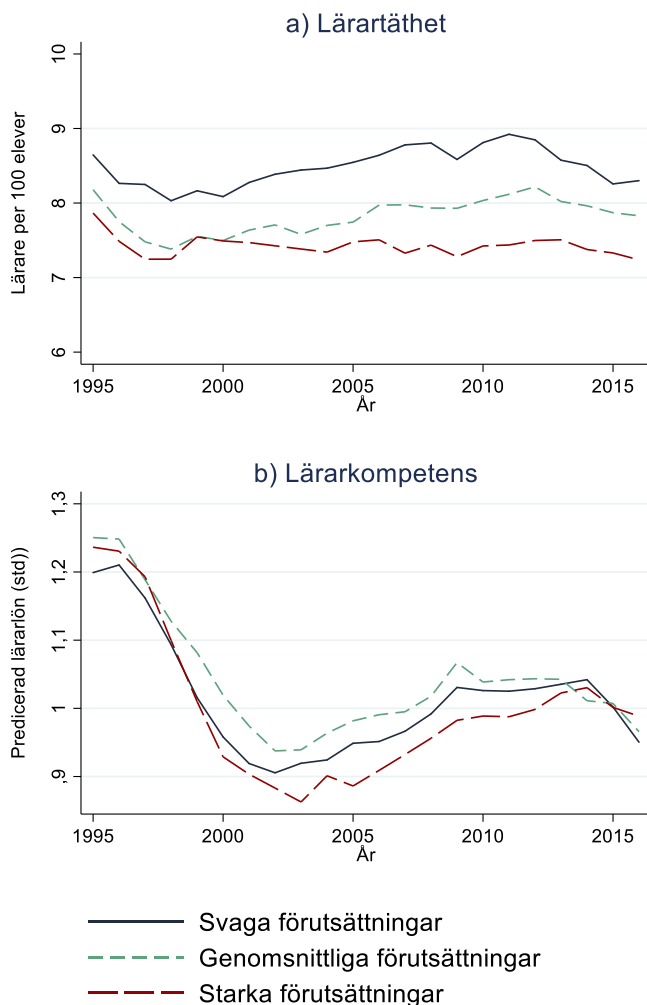 a) Lärartäthet
Lärare per 100 elever
10
9
8
7
6
1995
2000
2005
2010
2015
År
b) Lärarkompetens
Predicerad lärarlön (std))
1,3
1,2
1,1
1
,9
1995
2000
2005
2010
2015
År
Svaga förutsättningar
Genomsnittliga förutsättningar
Starka förutsättningar